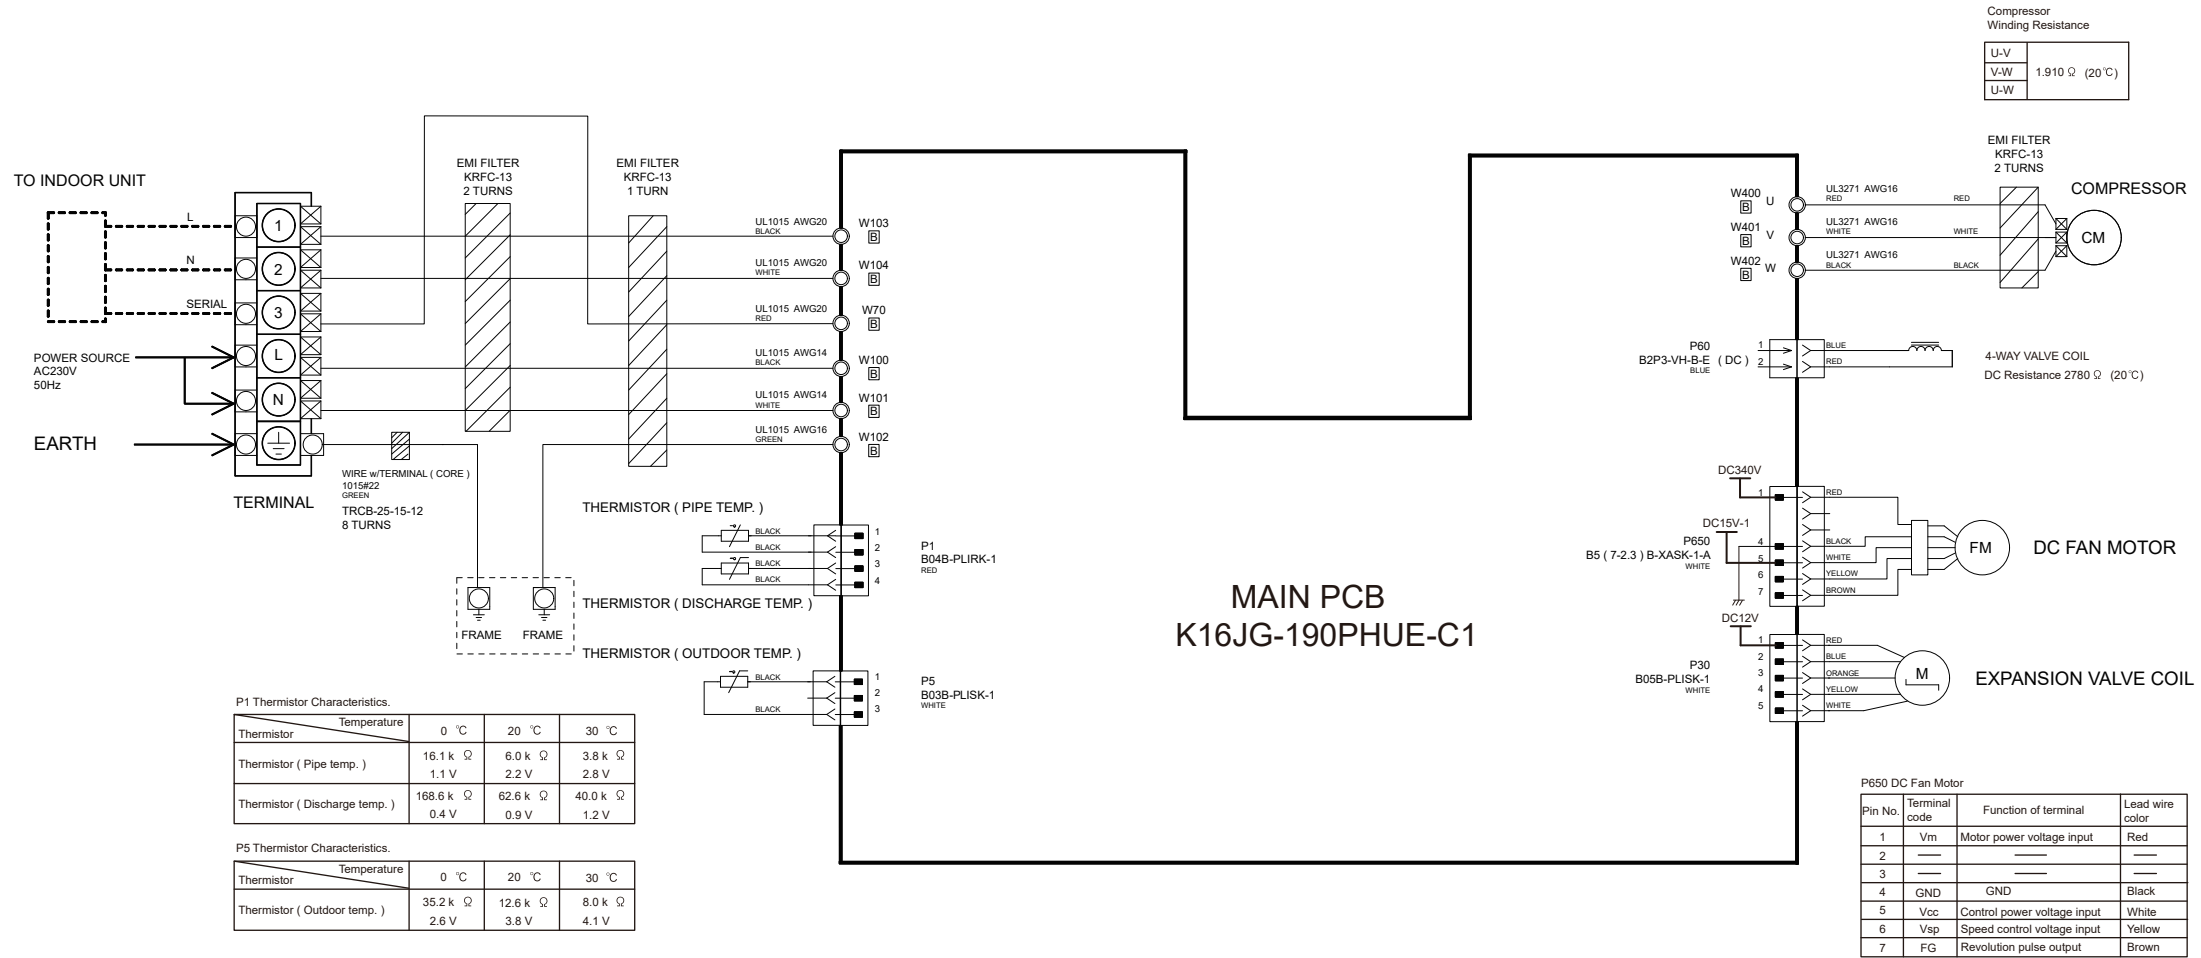 Compressor
Winding Resistance
U-V
V-W
U-W
1.910 Ω (20℃)
TO INDOOR UNIT
L
N
SERIAL
POWER SOURCE
AC230V
50Hz
EARTH
1
2
3
L
N
TERMINAL
WIRE w/TERMINAL ( CORE )
1015#22
GREEN
TRCB-25-15-12
8 TURNS
EMI FILTER
KRFC-13
2 TURNS
EMI FILTER
KRFC-13
1 TURN
UL1015 AWG20
BLACK
W103
B
UL1015 AWG20
WHITE
W104
B
UL1015 AWG20
RED
W70
B
UL1015 AWG14
BLACK
W100
B
UL1015 AWG14
WHITE
W101
B
UL1015 AWG16
GREEN
W102
B
FRAME
FRAME
THERMISTOR ( PIPE TEMP. )
BLACK
BLACK
BLACK
BLACK
1
2
3
4
P1
B04B-PLIRK-1
RED
THERMISTOR ( DISCHARGE TEMP. )
THERMISTOR ( OUTDOOR TEMP. )
BLACK
BLACK
1
2
3
P5
B03B-PLISK-1
WHITE
MAIN PCB
K16JG-190PHUE-C1
W400
B
U
UL3271 AWG16
RED
RED
W401
B
V
UL3271 AWG16
WHITE
WHITE
W402
B
W
UL3271 AWG16
BLACK
BLACK
EMI FILTER
KRFC-13
2 TURNS
COMPRESSOR
CM
P60
B2P3-VH-B-E ( DC )
BLUE
1
2
BLUE
RED
4-WAY VALVE COIL
DC Resistance 2780 Ω (20℃)
DC340V
DC15V-1
P650
B5 ( 7-2.3 ) B-XASK-1-A
WHITE
1
4
5
6
7
RED
BLACK
WHITE
YELLOW
BROWN
FM
DC FAN MOTOR
DC12V
P30
B05B-PLISK-1
WHITE
1
2
3
4
5
RED
BLUE
ORANGE
YELLOW
WHITE
M
EXPANSION VALVE COIL
P1 Thermistor Characteristics.
Temperature
Thermistor
0 ℃ 20 ℃ 30 ℃
Thermistor ( Pipe temp. )
16.1 k Ω 6.0 k Ω 3.8 k Ω
1.1 V 2.2 V 2.8 V
Thermistor ( Discharge temp. )
168.6 k Ω 62.6 k Ω 40.0 k Ω
0.4 V 0.9 V 1.2 V
P5 Thermistor Characteristics.
Temperature
Thermistor
0 ℃ 20 ℃ 30 ℃
Thermistor ( Outdoor temp. )
35.2 k Ω 12.6 k Ω 8.0 k Ω
2.6 V 3.8 V 4.1 V
P650 DC Fan Motor
Pin No. Terminal code Function of terminal Lead wire color
1 Vm Motor power voltage input Red
2 — — —
3 — — —
4 GND GND Black
5 Vcc Control power voltage input White
6 Vsp Speed control voltage input Yellow
7 FG Revolution pulse output Brown